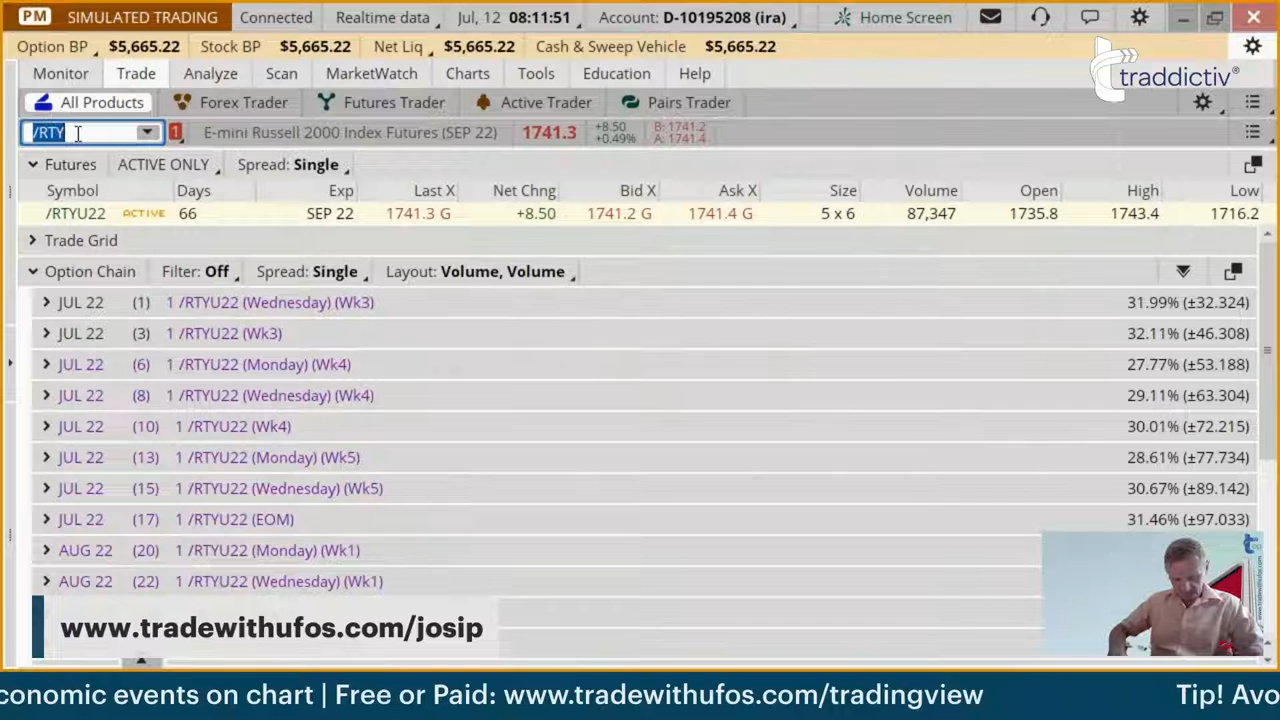 PM SIMULATED TRADING Connected Realtime data Jul, 12 08:11:51 Account: D-10195208 (ira) Home Screen
Option BP $5,665.22 Stock BP $5,665.22 Net Liq $5,665.22 Cash & Sweep Vehicle $5,665.22
Monitor Trade Analyze Scan MarketWatch Charts Tools Education Help
traddictiv®
All Products Forex Trader Futures Trader Active Trader Pairs Trader
/RTY 1 E-mini Russell 2000 Index Futures (SEP 22) 1741.3 +8.50 B: 1741.2
+0.49% A: 1741.4
Futures ACTIVE ONLY Spread: Single
Symbol Days Exp Last X Net Chng Bid X Ask X Size Volume Open High Low
/RTYU22 ACTIVE 66 SEP 22 1741.3 G +8.50 1741.2 G 1741.4 G 5 x 6 87,347 1735.8 1743.4 1716.2
Trade Grid
Option Chain Filter: Off Spread: Single Layout: Volume, Volume
JUL 22 (1) 1 /RTYU22 (Wednesday) (Wk3) 31.99% (±32.324)
JUL 22 (3) 1 /RTYU22 (Wk3) 32.11% (±46.308)
JUL 22 (6) 1 /RTYU22 (Monday) (Wk4) 27.77% (±53.188)
JUL 22 (8) 1 /RTYU22 (Wednesday) (Wk4) 29.11% (±63.304)
JUL 22 (10) 1 /RTYU22 (Wk4) 30.01% (±72.215)
JUL 22 (13) 1 /RTYU22 (Monday) (Wk5) 28.61% (±77.734)
JUL 22 (15) 1 /RTYU22 (Wednesday) (Wk5) 30.67% (±89.142)
JUL 22 (17) 1 /RTYU22 (EOM) 31.46% (±97.033)
AUG 22 (20) 1 /RTYU22 (Monday) (Wk1)
AUG 22 (22) 1 /RTYU22 (Wednesday) (Wk1)
www.tradewithufos.com/josip
conomic events on chart | Free or Paid: www.tradewithufos.com/tradingview Tip! Avo